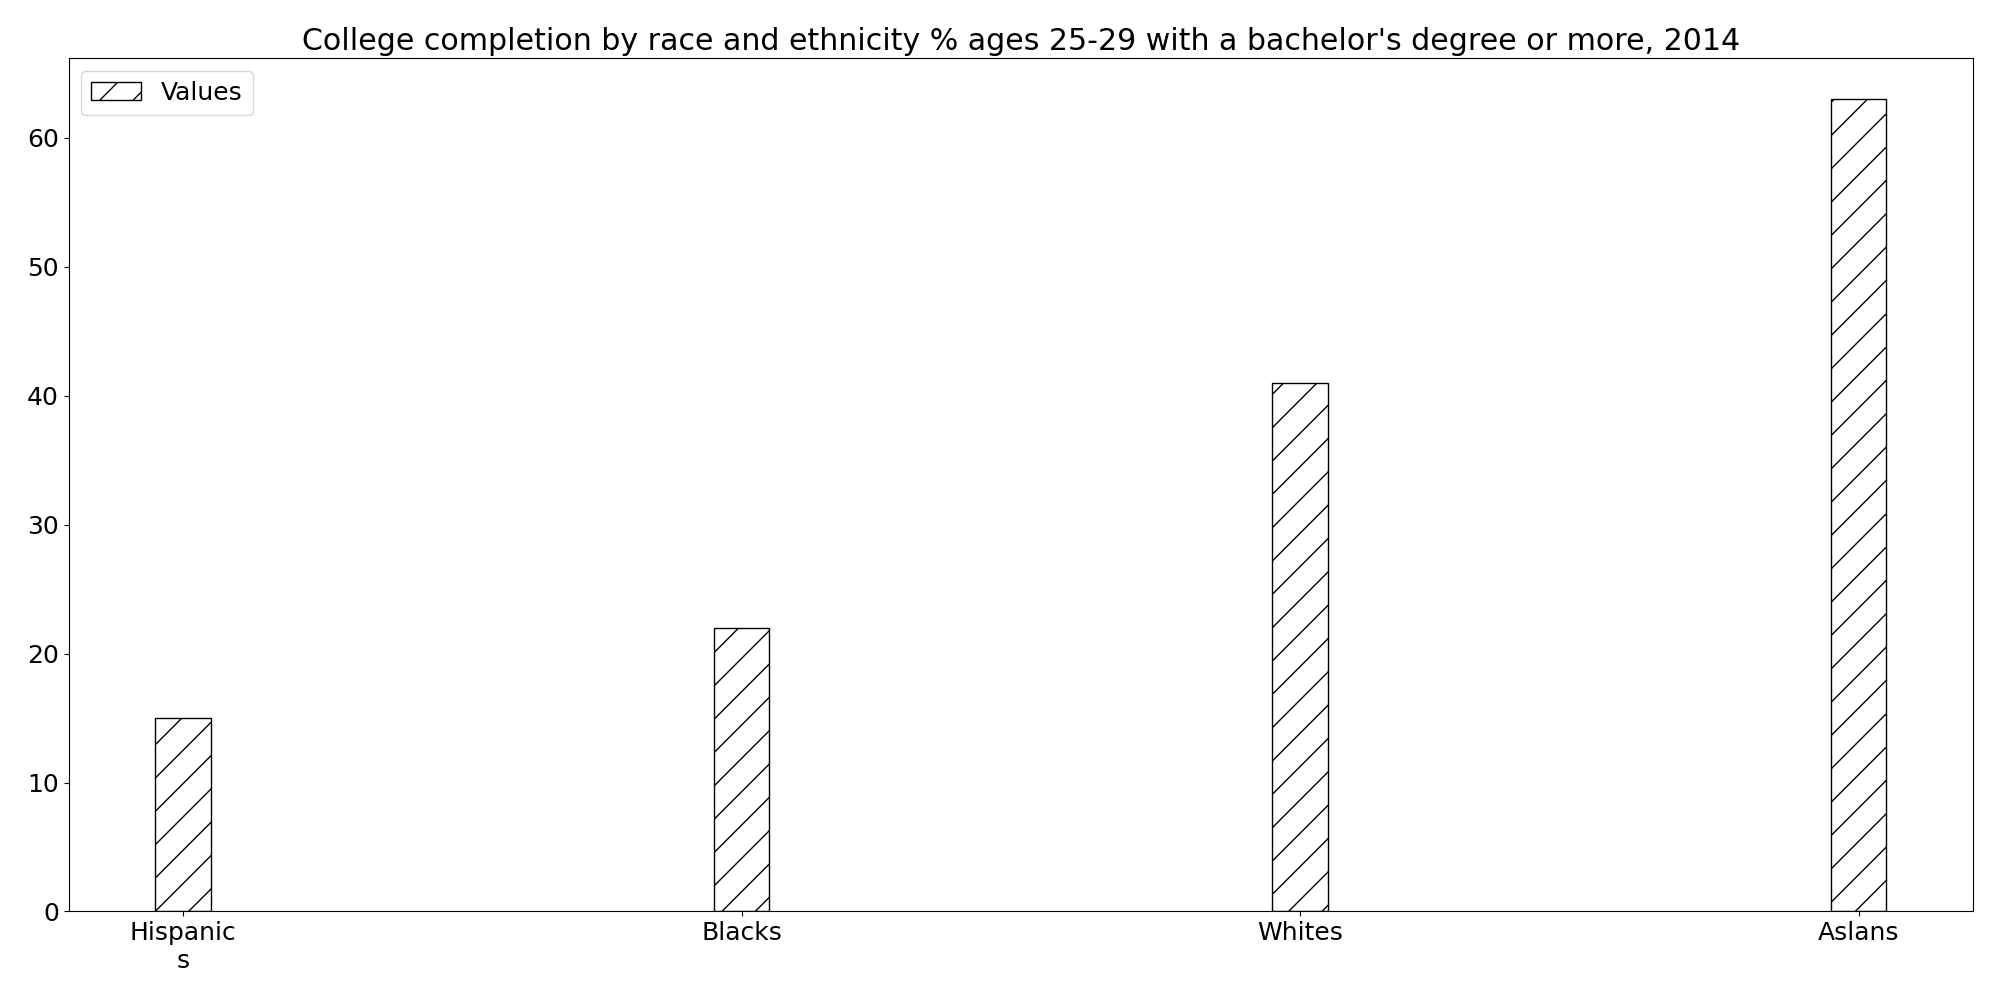 College completion by race and ethnicity % ages 25-29 with a bachelor's degree or more, 2014
Values
60
50
40
30
20
10
0
Hispanic
s
Blacks
Whites
Aslans